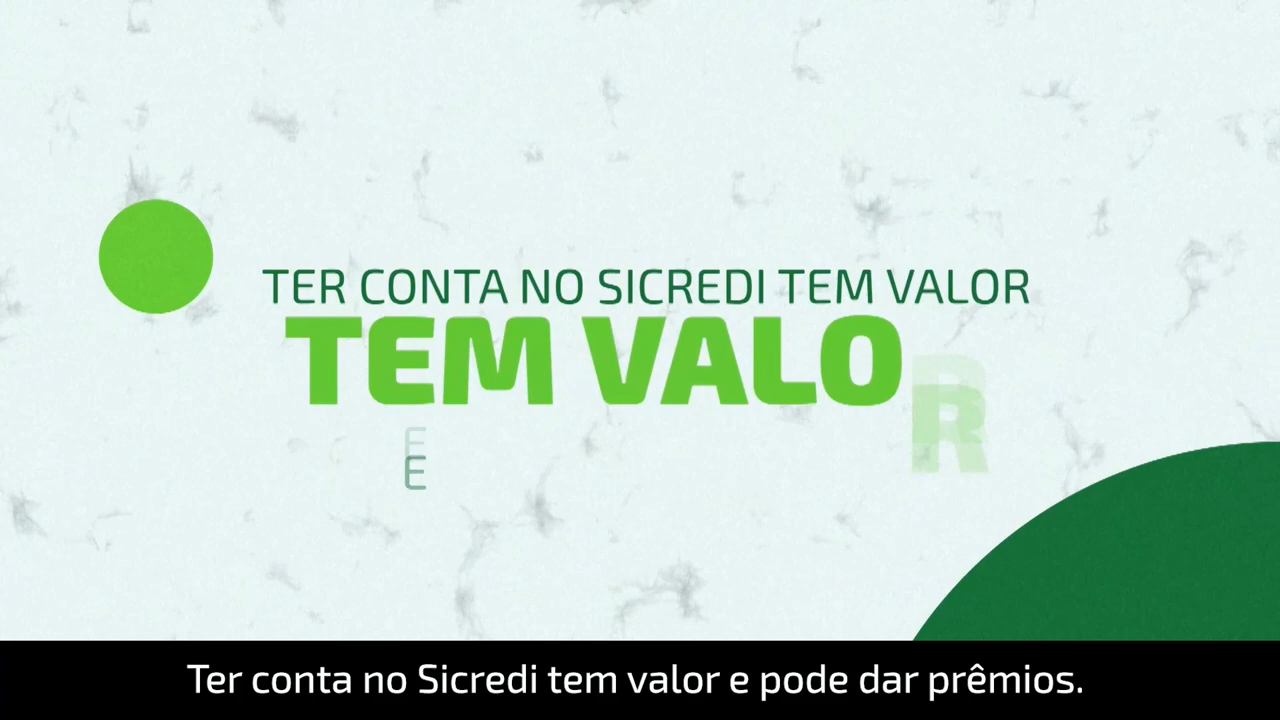 TER CONTA NO SICREDI TEM VALOR
TEM VALOR
E
Ter conta no Sicredi tem valor e pode dar prêmios.